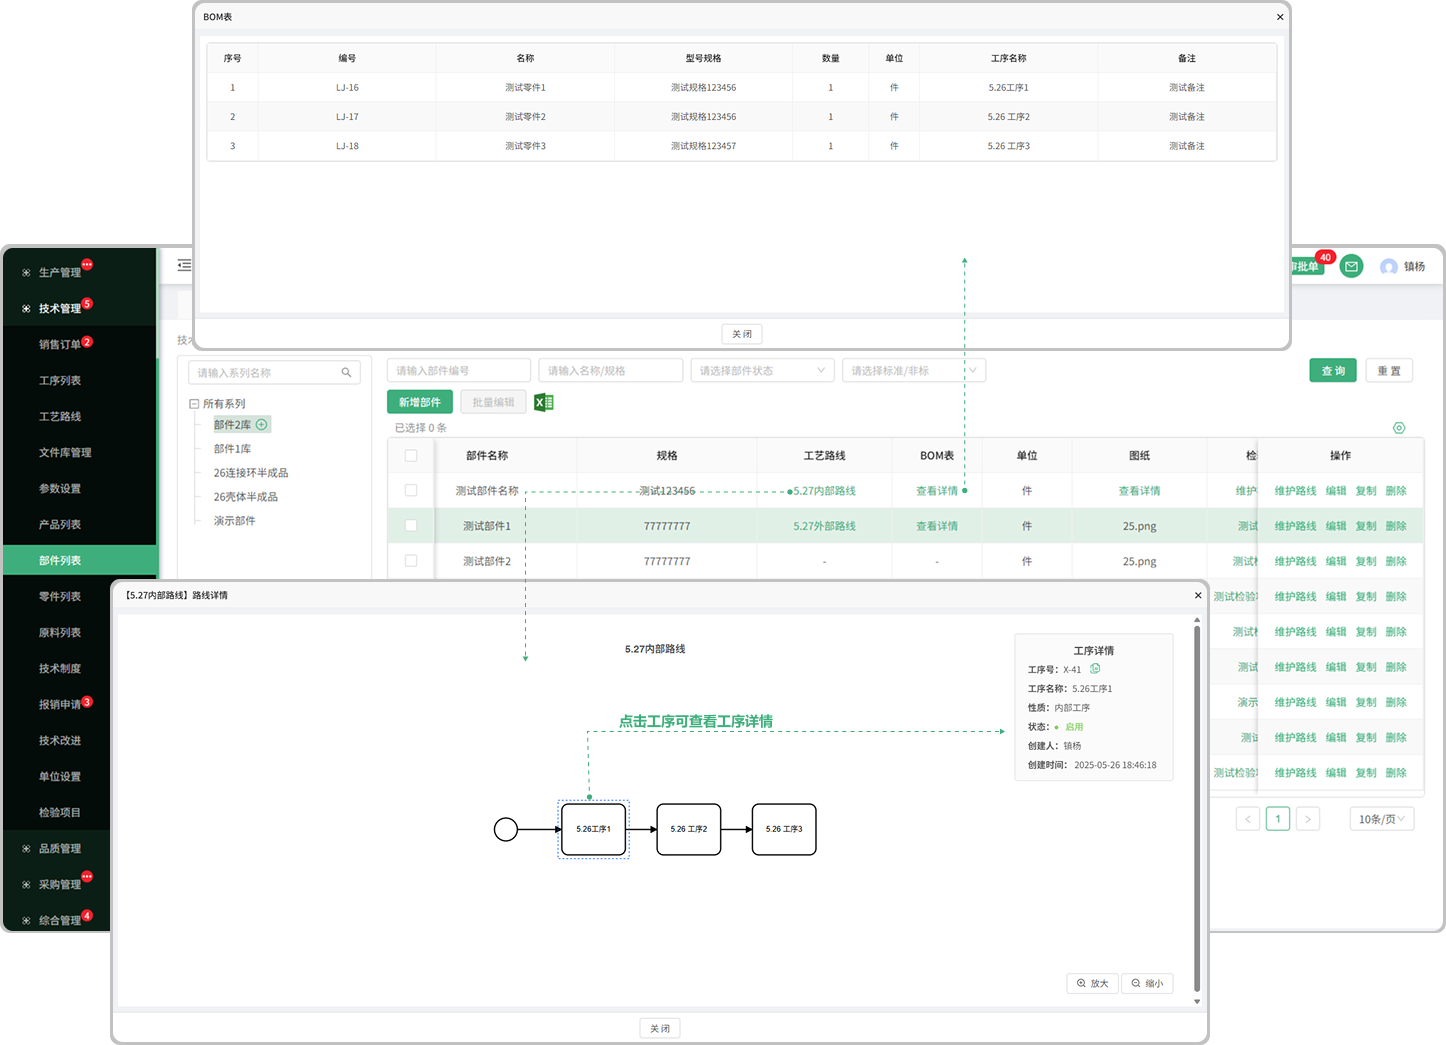 BOM表
序号 编号 名称 型号规格 数量 单位 工序名称 备注
1 LJ-16 测试零件1 测试规格123456 1 件 5.26工序1 测试备注
2 LJ-17 测试零件2 测试规格123456 1 件 5.26 工序2 测试备注
3 LJ-18 测试零件3 测试规格123457 1 件 5.26 工序3 测试备注
关 闭
生产管理
技术管理 5
销售订单 2
工序列表
工艺路线
文件库管理
参数设置
产品列表
部件列表
零件列表
原料列表
技术制度
报销申请 3
技术改进
单位设置
检验项目
品质管理
采购管理
综合管理 4
批单 40 镇杨
请输入系列名称
所有系列
部件2库
部件1库
26连接环半成品
26壳体半成品
演示部件
请输入部件编号 请输入名称/规格 请选择部件状态 请选择标准/非标 查 询 重 置
新增部件 批量编辑
已选择 0 条
部件名称 规格 工艺路线 BOM表 单位 图纸 检 操作
测试部件名称 测试123456 5.27内部路线 查看详情 件 查看详情 维护 维护路线 编辑 复制 删除
测试部件1 77777777 5.27外部路线 查看详情 件 25.png 测试 维护路线 编辑 复制 删除
测试部件2 77777777 - - 件 25.png 测试检 维护路线 编辑 复制 删除
测试检验 维护路线 编辑 复制 删除
测试检 维护路线 编辑 复制 删除
测试 维护路线 编辑 复制 删除
演示 维护路线 编辑 复制 删除
测试 维护路线 编辑 复制 删除
测试检验 维护路线 编辑 复制 删除
< 1 > 10条/页
【5.27内部路线】路线详情
5.27内部路线
点击工序可查看工序详情
5.26工序1 5.26 工序2 5.26 工序3
工序详情
工序号：X-41
工序名称：5.26工序1
性质：内部工序
状态： 启用
创建人：镇杨
创建时间： 2025-05-26 18:46:18
放大 缩小
关 闭